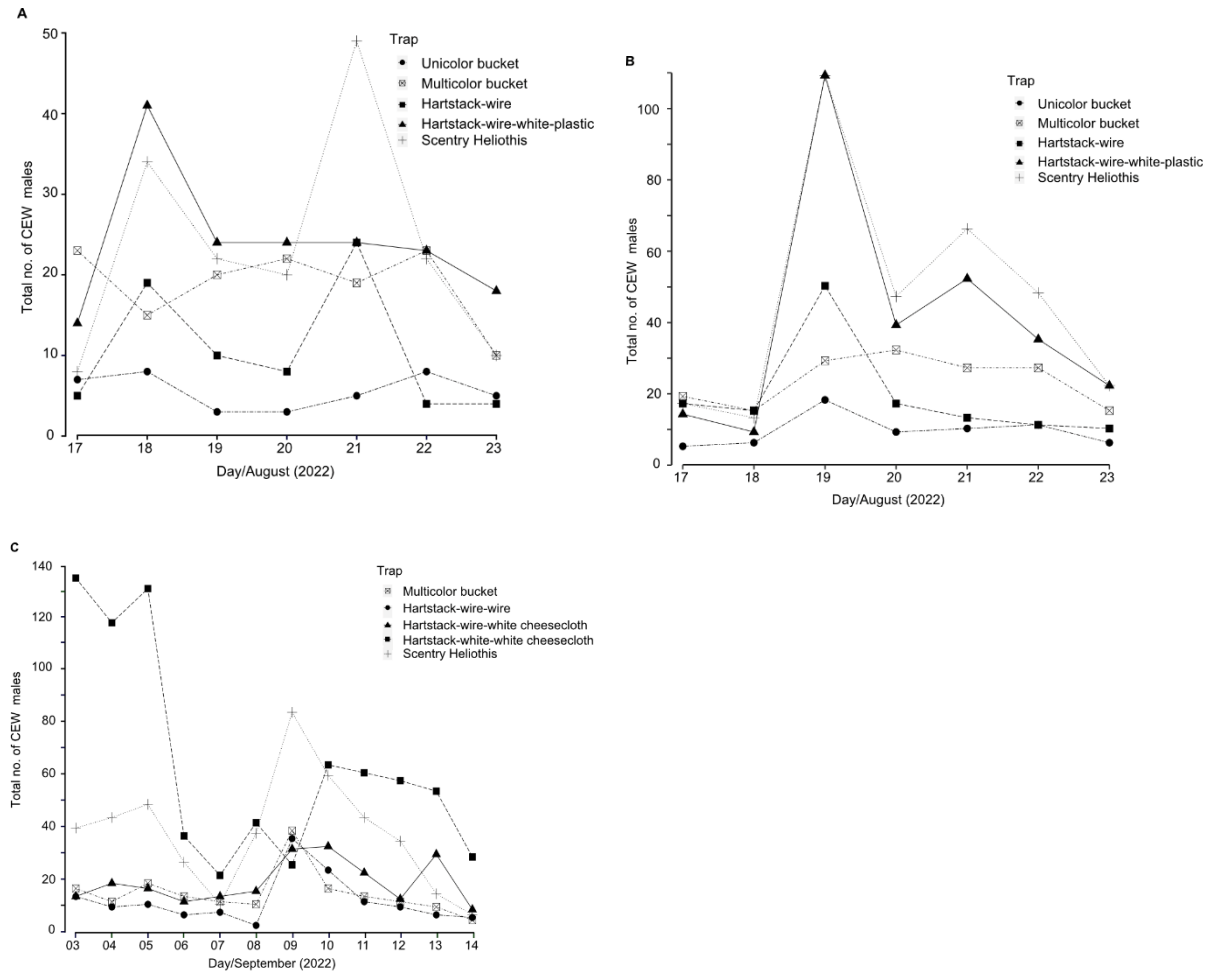 A
50
40
30
20
10
0
Total no. of CEW males
Trap
Unicolor bucket
Multicolor bucket
Hartstack-wire
Hartstack-wire-white-plastic
Scentry Heliothis
17 18 19 20 21 22 23
Day/August (2022)
B
100
80
60
40
20
0
Total no. of CEW males
Trap
Unicolor bucket
Multicolor bucket
Hartstack-wire
Hartstack-wire-white-plastic
Scentry Heliothis
17 18 19 20 21 22 23
Day/August (2022)
C
140
120
100
80
60
40
20
0
Total no. of CEW males
Trap
Multicolor bucket
Hartstack-wire-wire
Hartstack-wire-white cheesecloth
Hartstack-white-white cheesecloth
Scentry Heliothis
03 04 05 06 07 08 09 10 11 12 13 14
Day/September (2022)